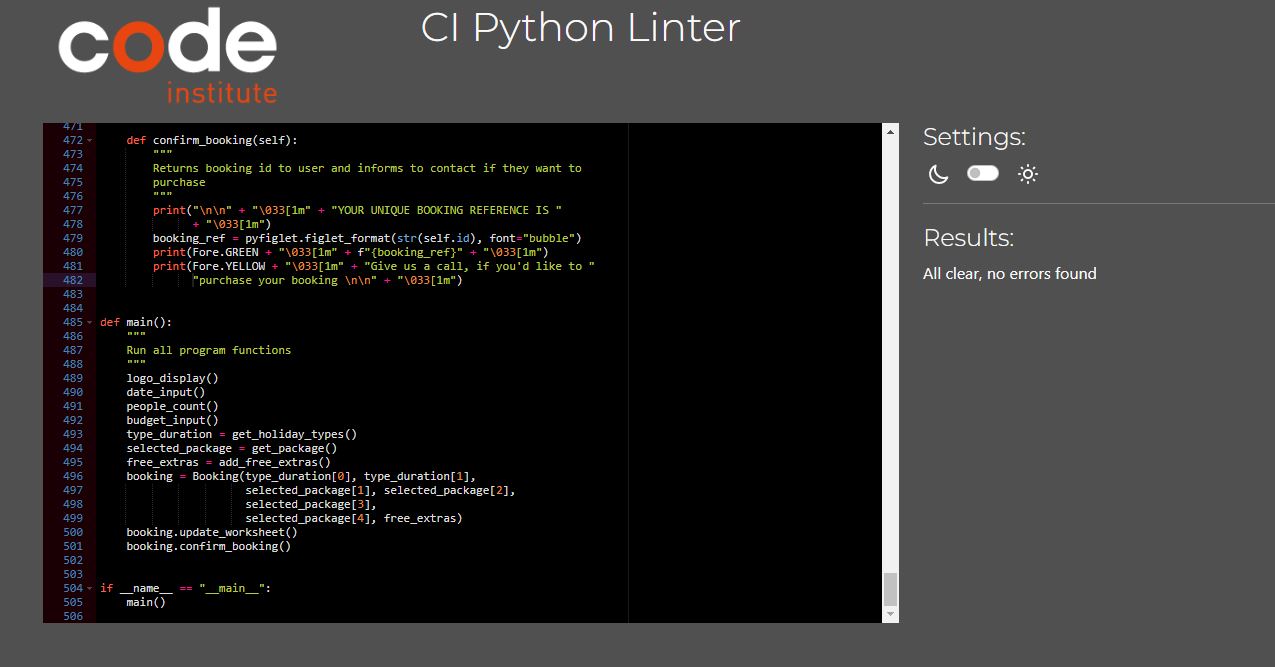 code
institute
CI Python Linter
471
472 def confirm_booking(self):
473 """
474 Returns booking id to user and informs to contact if they want to
475 purchase
476 """
477 print("\n\n" + "\033[1m" + "YOUR UNIQUE BOOKING REFERENCE IS "
478 + "\033[1m")
479 booking_ref = pyfiglet.figlet_format(str(self.id), font="bubble")
480 print(Fore.GREEN + "\033[1m" + f"{booking_ref}" + "\033[1m")
481 print(Fore.YELLOW + "\033[1m" + "Give us a call, if you'd like to "
482 "purchase your booking \n\n" + "\033[1m")
483
484
485 def main():
486 """
487 Run all program functions
488 """
489 logo_display()
490 date_input()
491 people_count()
492 budget_input()
493 type_duration = get_holiday_types()
494 selected_package = get_package()
495 free_extras = add_free_extras()
496 booking = Booking(type_duration[0], type_duration[1],
497 selected_package[1], selected_package[2],
498 selected_package[3],
499 selected_package[4], free_extras)
500 booking.update_worksheet()
501 booking.confirm_booking()
502
503
504 if __name__ == "__main__":
505 main()
506
Settings:
Results:
All clear, no errors found